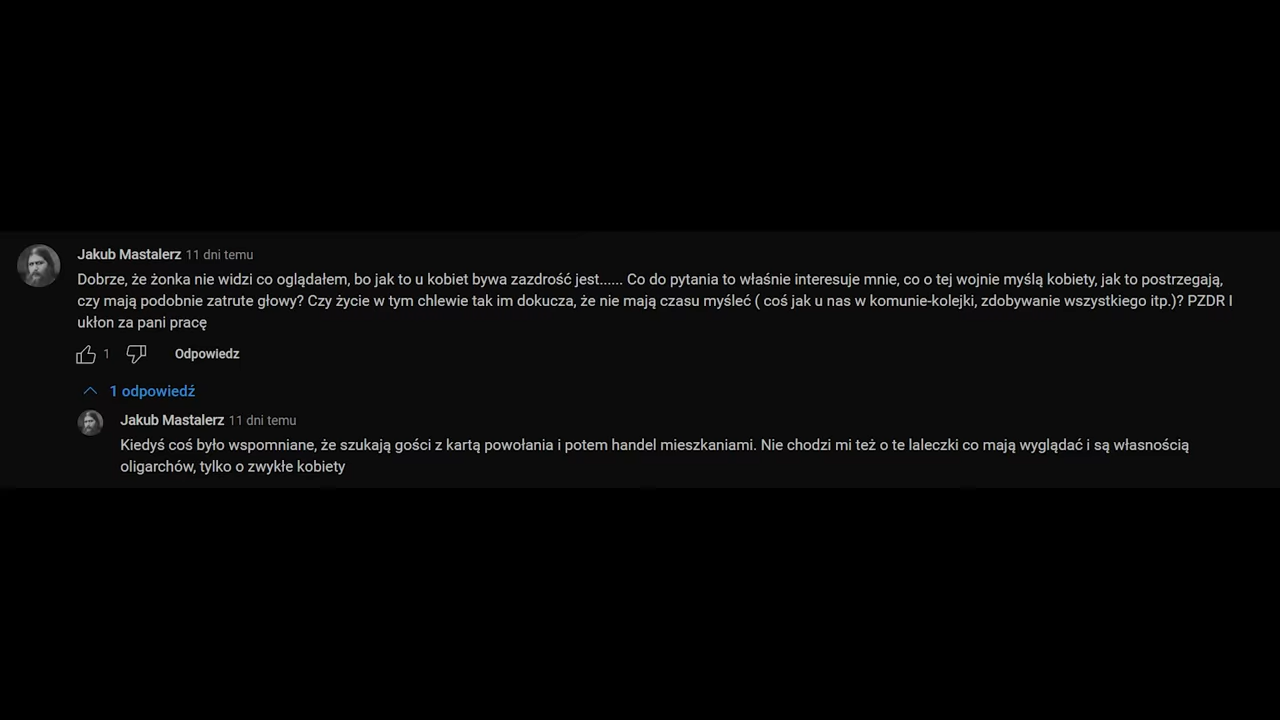 Jakub Mastalerz 11 dni temu
Dobrze, że żonka nie widzi co oglądałem, bo jak to u kobiet bywa zazdrość jest...... Co do pytania to właśnie interesuje mnie, co o tej wojnie myślą kobiety, jak to postrzegają,
czy mają podobnie zatrute głowy? Czy życie w tym chlewie tak im dokucza, że nie mają czasu myśleć ( coś jak u nas w komunie-kolejki, zdobywanie wszystkiego itp.)? PZDR I
ukłon za pani pracę
1 Odpowiedz
1 odpowiedź
Jakub Mastalerz 11 dni temu
Kiedyś coś było wspomniane, że szukają gości z kartą powołania i potem handel mieszkaniami. Nie chodzi mi też o te laleczki co mają wyglądać i są własnością
oligarchów, tylko o zwykłe kobiety